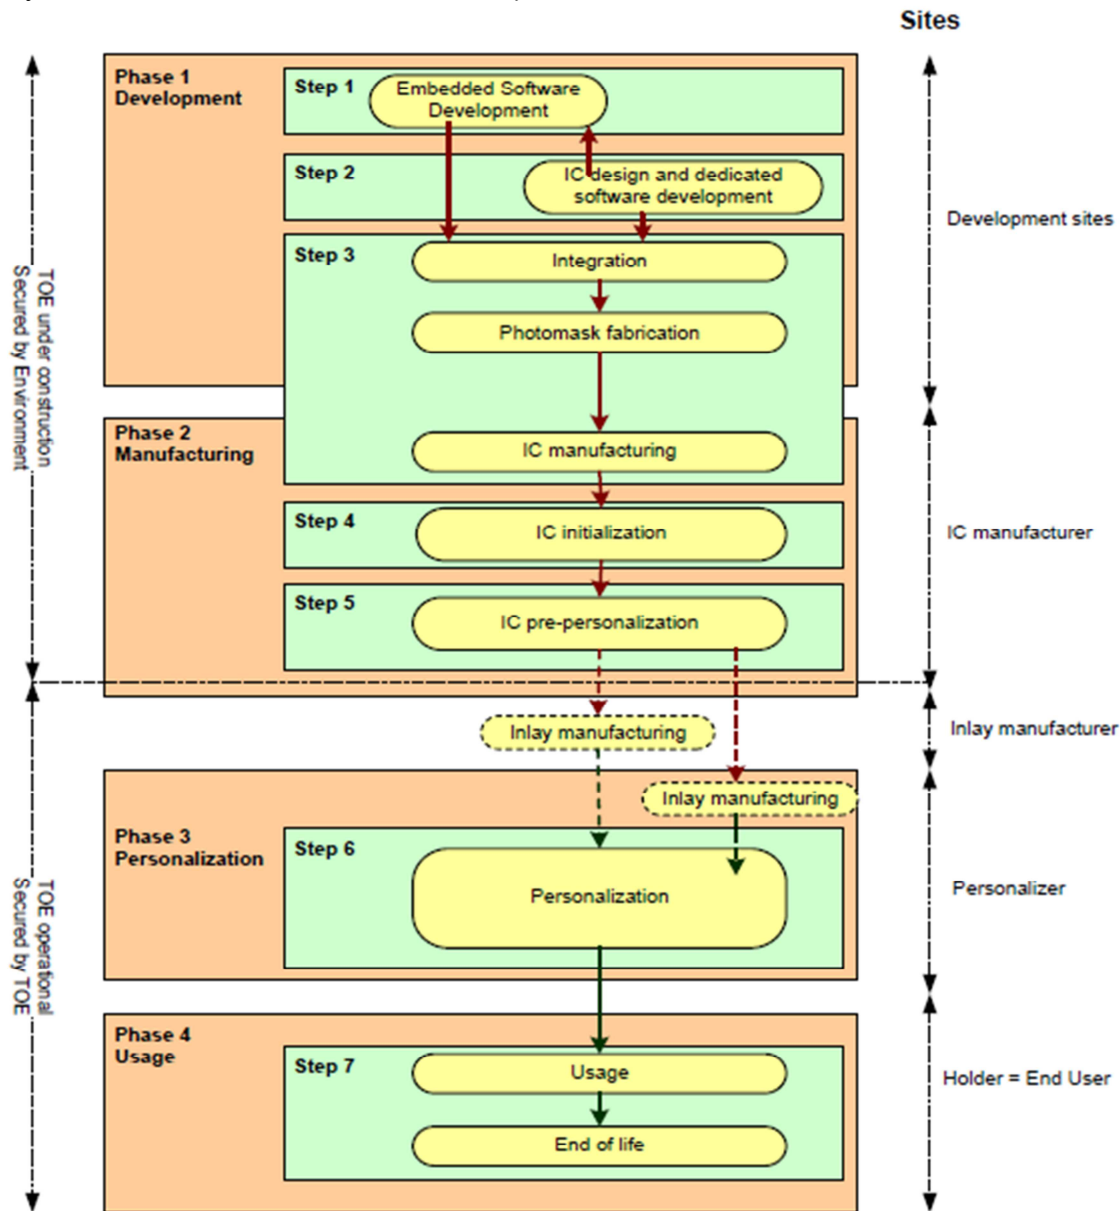 Sites
Phase 1
Development
Step 1
Embedded Software
Development
Step 2
IC design and dedicated
software development
Development sites
Step 3
Integration
Photomask fabrication
TOE under construction
Secured by Environment
Phase 2
Manufacturing
IC manufacturing
Step 4
IC initialization
IC manufacturer
Step 5
IC pre-personalization
Inlay manufacturing
Inlay manufacturer
Inlay manufacturing
Phase 3
Personalization
Step 6
Personalization
Personalizer
TOE operational
Secured by TOE
Phase 4
Usage
Step 7
Usage
Holder = End User
End of life